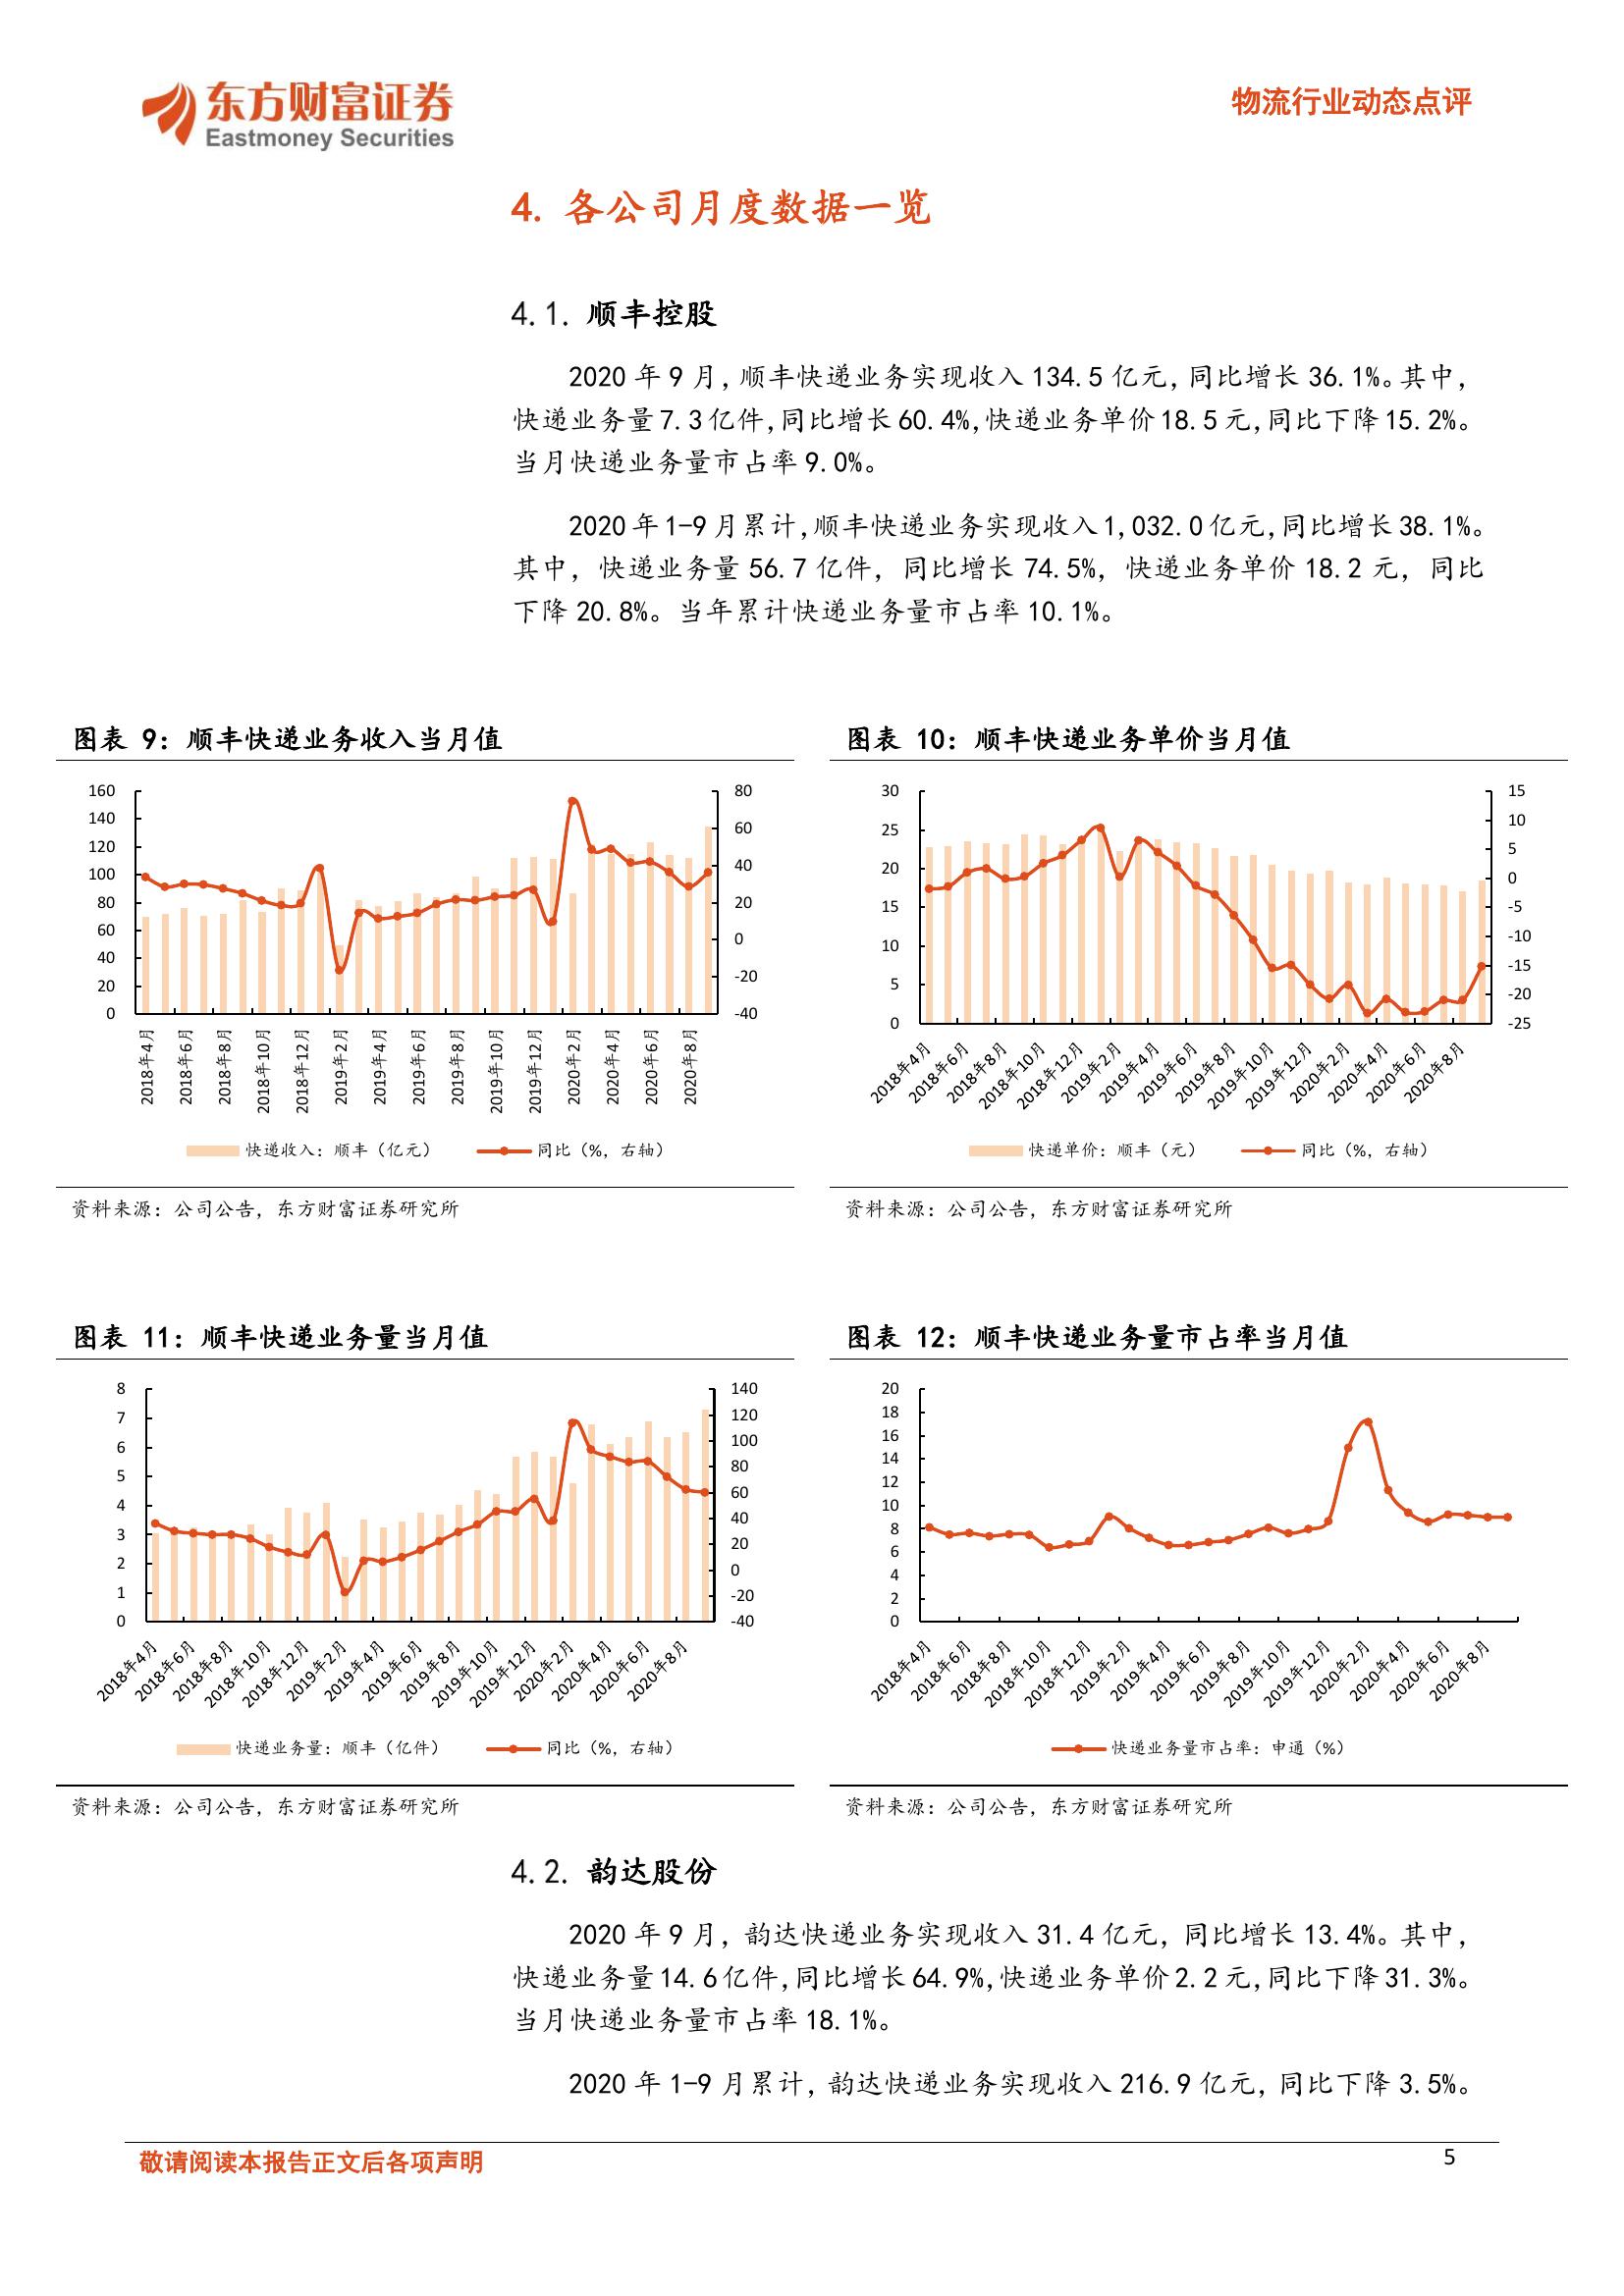 东方财富证券
Eastmoney Securities
物流行业动态点评
4. 各公司月度数据一览
4.1. 顺丰控股
2020 年 9 月，顺丰快递业务实现收入 134.5 亿元，同比增长 36.1%。其中，
快递业务量 7.3 亿件，同比增长 60.4%，快递业务单价 18.5 元，同比下降 15.2%。
当月快递业务量市占率 9.0%。
2020 年 1-9 月累计，顺丰快递业务实现收入 1,032.0 亿元，同比增长 38.1%。
其中，快递业务量 56.7 亿件，同比增长 74.5%，快递业务单价 18.2 元，同比
下降 20.8%。当年累计快递业务量市占率 10.1%。
图表 9：顺丰快递业务收入当月值
160
140
120
100
80
60
40
20
0
80
60
40
20
0
-20
-40
2018年4月
2018年6月
2018年8月
2018年10月
2018年12月
2019年2月
2019年4月
2019年6月
2019年8月
2019年10月
2019年12月
2020年2月
2020年4月
2020年6月
2020年8月
快递收入：顺丰（亿元）
同比（%，右轴）
资料来源：公司公告，东方财富证券研究所
图表 10：顺丰快递业务单价当月值
30
25
20
15
10
5
0
15
10
5
0
-5
-10
-15
-20
-25
2018年4月
2018年6月
2018年8月
2018年10月
2018年12月
2019年2月
2019年4月
2019年6月
2019年8月
2019年10月
2019年12月
2020年2月
2020年4月
2020年6月
2020年8月
快递单价：顺丰（元）
同比（%，右轴）
资料来源：公司公告，东方财富证券研究所
图表 11：顺丰快递业务量当月值
8
7
6
5
4
3
2
1
0
140
120
100
80
60
40
20
0
-20
-40
2018年4月
2018年6月
2018年8月
2018年10月
2018年12月
2019年2月
2019年4月
2019年6月
2019年8月
2019年10月
2019年12月
2020年2月
2020年4月
2020年6月
2020年8月
快递业务量：顺丰（亿件）
同比（%，右轴）
资料来源：公司公告，东方财富证券研究所
图表 12：顺丰快递业务量市占率当月值
20
18
16
14
12
10
8
6
4
2
0
2018年4月
2018年6月
2018年8月
2018年10月
2018年12月
2019年2月
2019年4月
2019年6月
2019年8月
2019年10月
2019年12月
2020年2月
2020年4月
2020年6月
2020年8月
快递业务量市占率：申通（%）
资料来源：公司公告，东方财富证券研究所
4.2. 韵达股份
2020 年 9 月，韵达快递业务实现收入 31.4 亿元，同比增长 13.4%。其中，
快递业务量 14.6 亿件，同比增长 64.9%，快递业务单价 2.2 元，同比下降 31.3%。
当月快递业务量市占率 18.1%。
2020 年 1-9 月累计，韵达快递业务实现收入 216.9 亿元，同比下降 3.5%。
敬请阅读本报告正文后各项声明
5